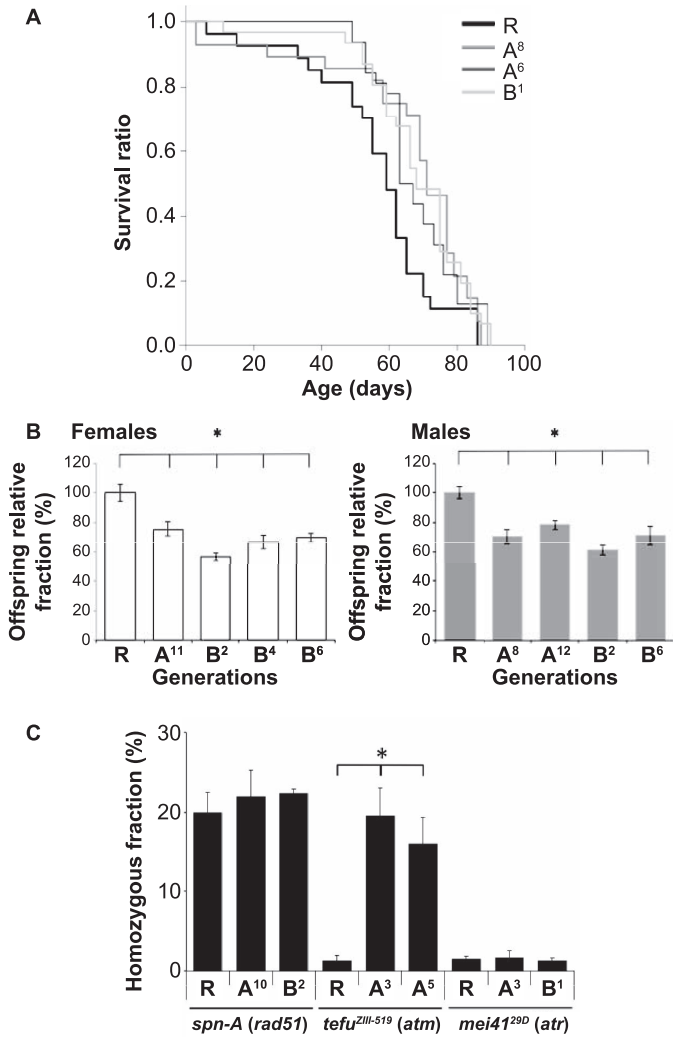 A
R
A⁸
A⁶
B¹
Survival ratio
1.0
0.8
0.6
0.4
0.2
0.0
0 20 40 60 80 100
Age (days)
B
Females
*
Offspring relative fraction (%)
120
100
80
60
40
20
0
R A¹¹ B² B⁴ B⁶
Generations
Males
*
Offspring relative fraction (%)
120
100
80
60
40
20
0
R A⁸ A¹² B² B⁶
Generations
C
Homozygous fraction (%)
30
20
10
0
*
R A¹⁰ B² R A³ A⁵ R A³ B¹
spn-A (rad51) tefuᶻᴵᴵᴵ⁻⁵¹⁹ (atm) mei41²⁹ᴰ (atr)